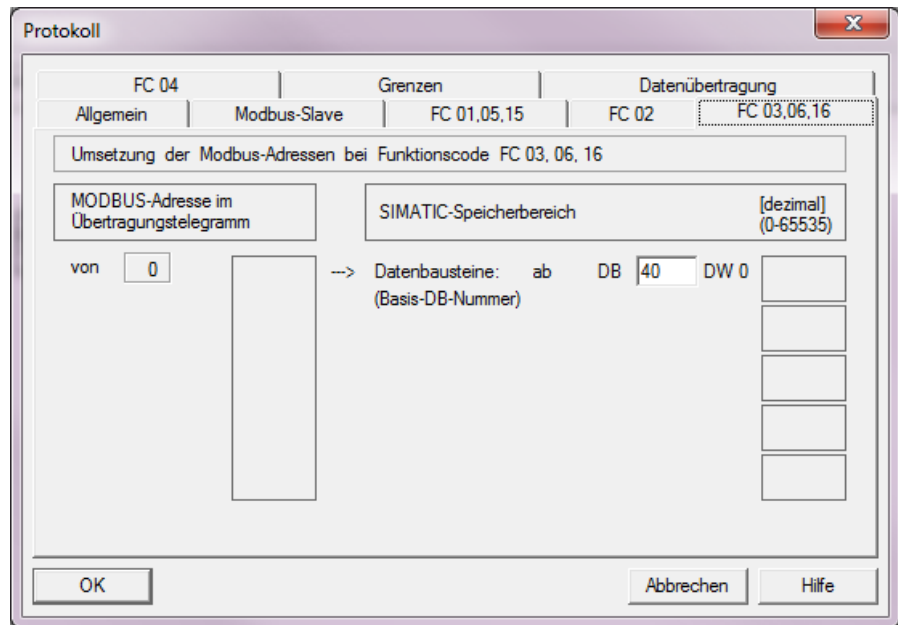 Protokoll
X
FC 04 Grenzen Datenübertragung
Allgemein Modbus-Slave FC 01,05,15 FC 02 FC 03,06,16
Umsetzung der Modbus-Adressen bei Funktionscode FC 03, 06, 16
MODBUS-Adresse im
Übertragungstelegramm
SIMATIC-Speicherbereich
[dezimal]
(0-65535)
von 0 ---> Datenbausteine: ab DB 40 DW 0
(Basis-DB-Nummer)
OK Abbrechen Hilfe